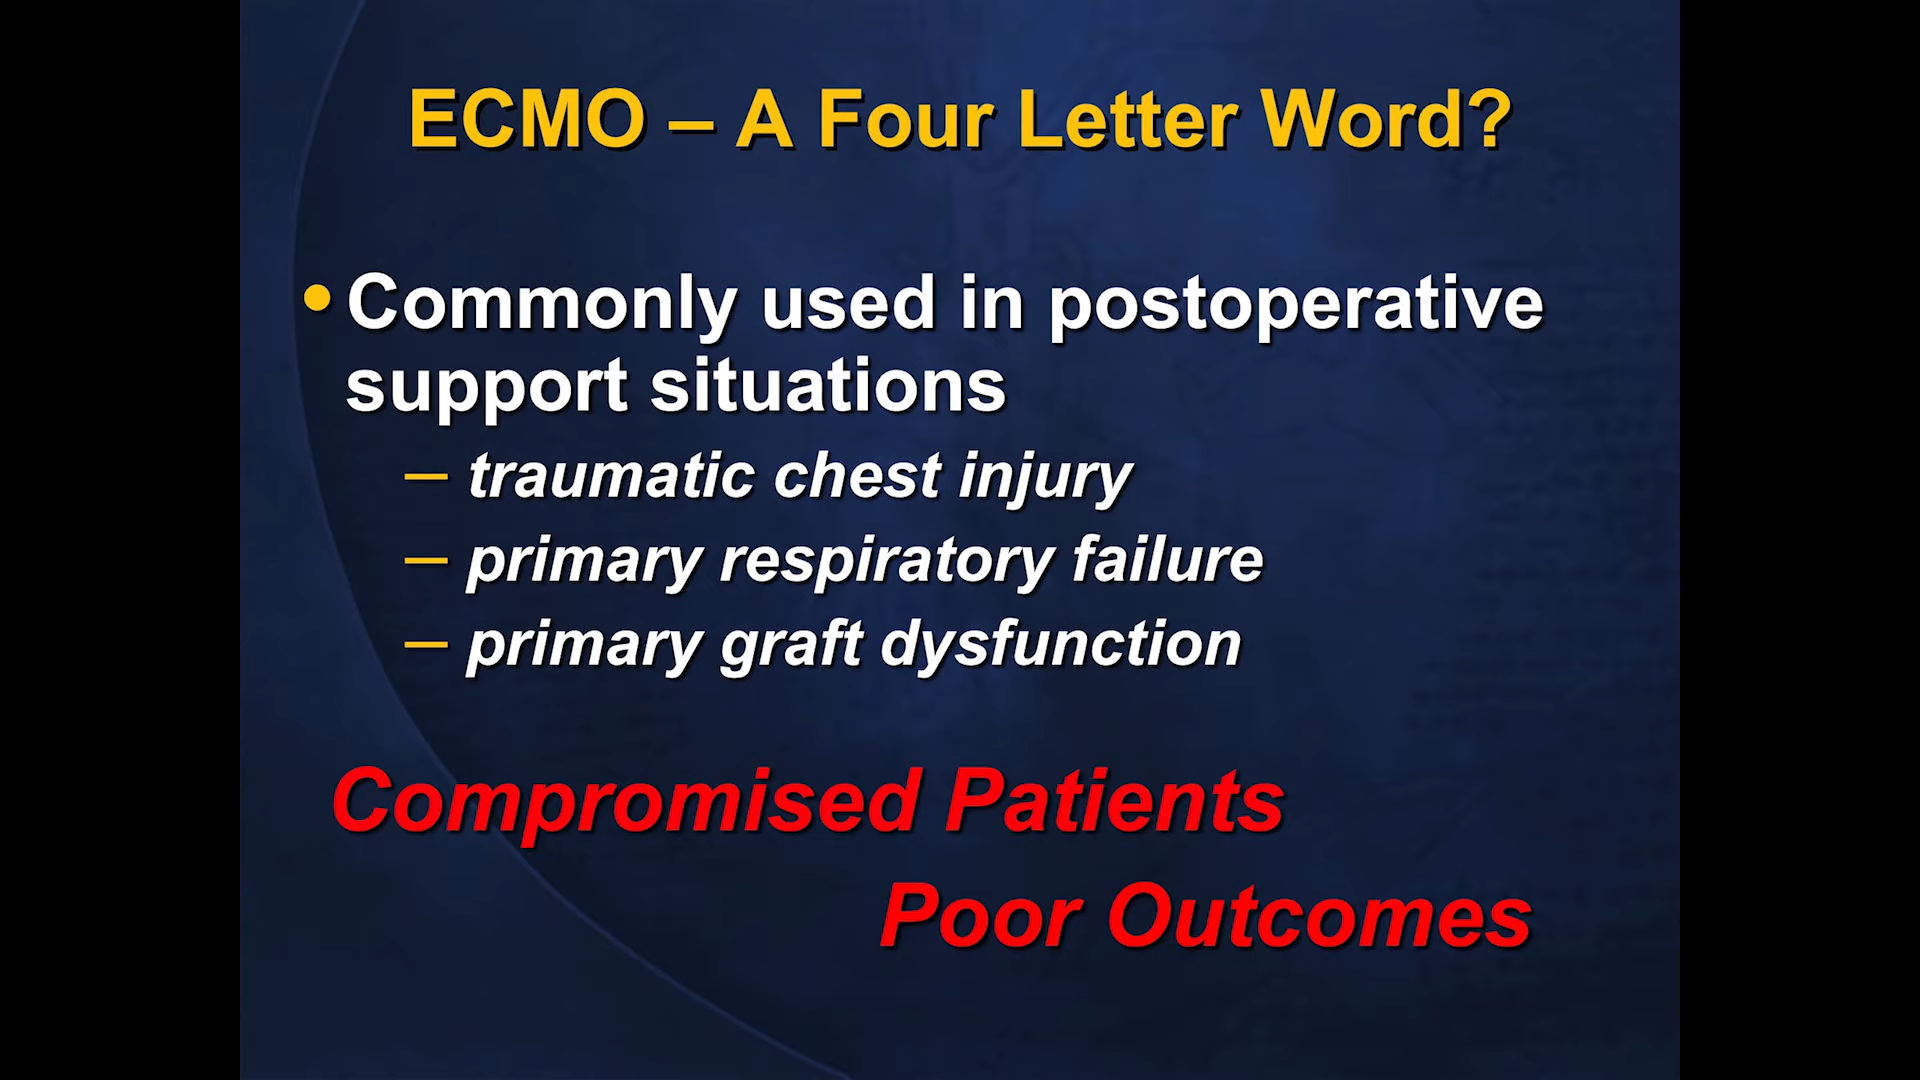 ECMO – A Four Letter Word?
• Commonly used in postoperative
support situations
– traumatic chest injury
– primary respiratory failure
– primary graft dysfunction
Compromised Patients
Poor Outcomes